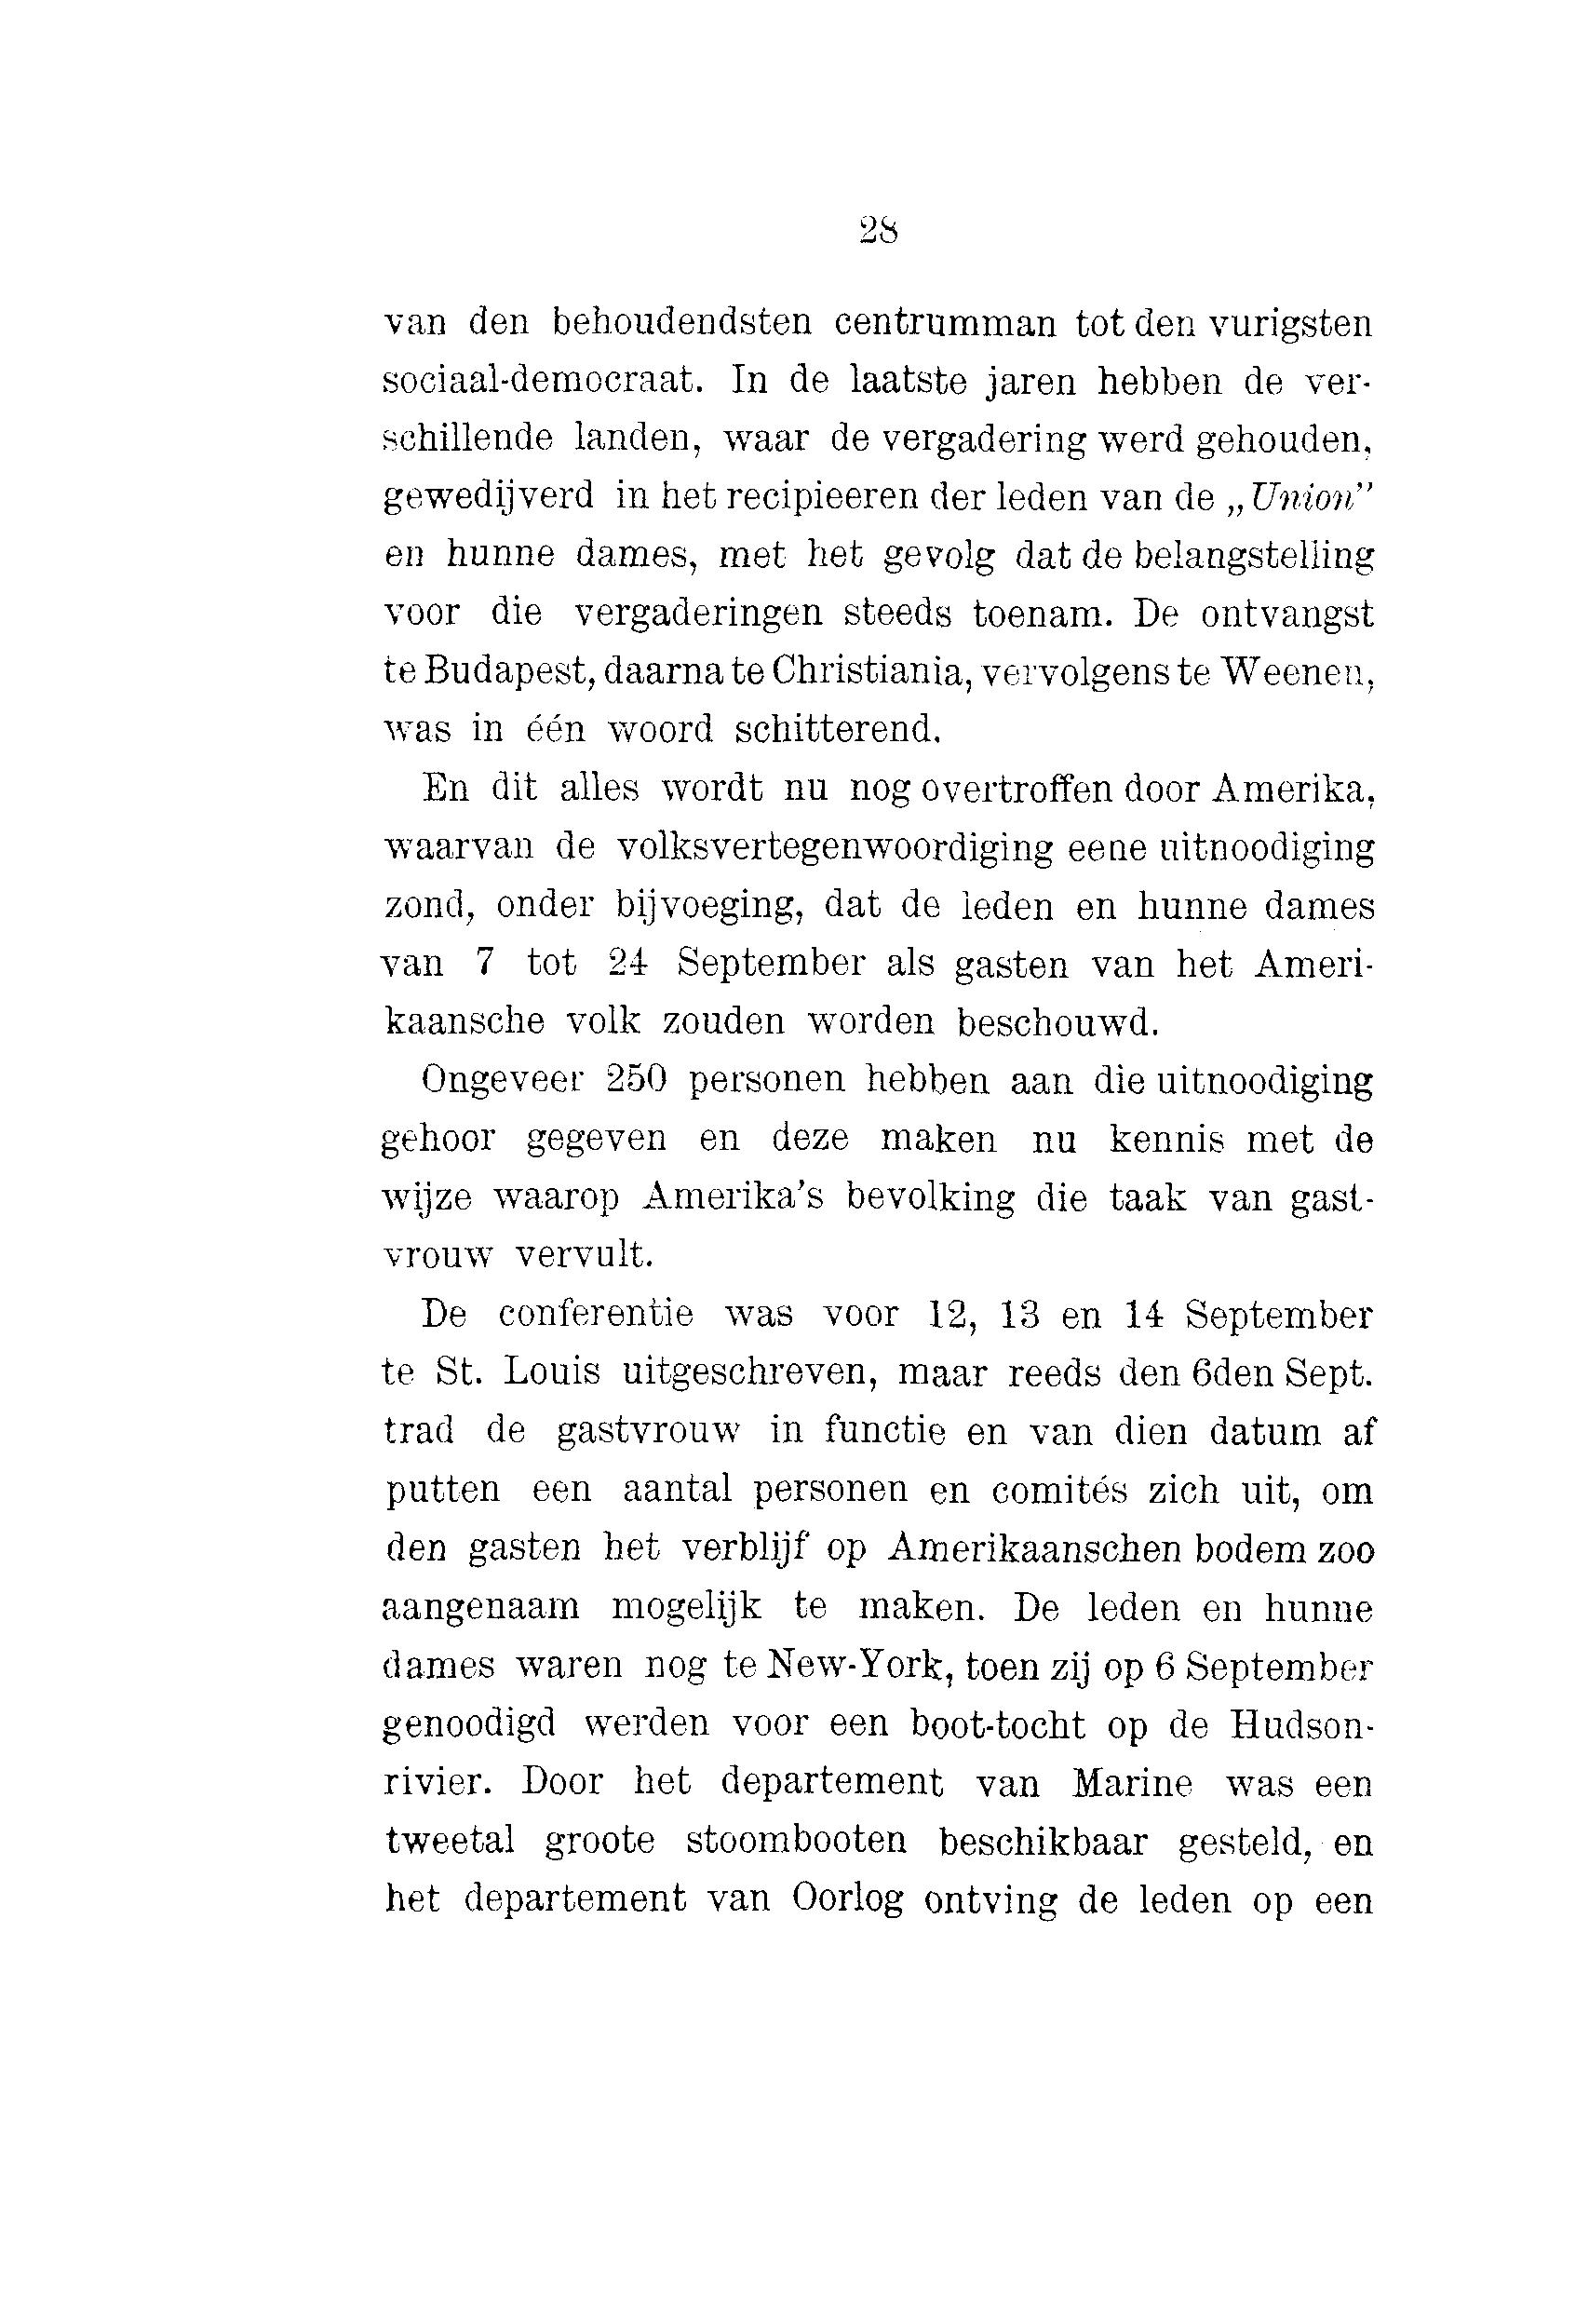 28
van den behoudendsten centrumman tot den vurigsten
sociaal-democraat. In de laatste jaren hebben de ver-
schillende landen, waar de vergadering werd gehouden,
gewedijverd in het recipieeren der leden van de „Union”
en hunne dames, met het gevolg dat de belangstelling
voor die vergaderingen steeds toenam. De ontvangst
te Budapest, daarna te Christiania, vervolgens te Weenen,
was in één woord schitterend.
En dit alles wordt nu nog overtroffen door Amerika,
waarvan de volksvertegenwoordiging eene uitnoodiging
zond, onder bijvoeging, dat de leden en hunne dames
van 7 tot 24 September als gasten van het Ameri-
kaansche volk zouden worden beschouwd.
Ongeveer 250 personen hebben aan die uitnoodiging
gehoor gegeven en deze maken nu kennis met de
wijze waarop Amerika's bevolking die taak van gast-
vrouw vervult.
De conferentie was voor 12, 13 en 14 September
te St. Louis uitgeschreven, maar reeds den 6den Sept.
trad de gastvrouw in functie en van dien datum af
putten een aantal personen en comités zich uit, om
den gasten het verblijf op Amerikaanschen bodem zoo
aangenaam mogelijk te maken. De leden en hunne
dames waren nog te New-York, toen zij op 6 September
genoodigd werden voor een boot-tocht op de Hudson-
rivier. Door het departement van Marine was een
tweetal groote stoombooten beschikbaar gesteld, en
het departement van Oorlog ontving de leden op een